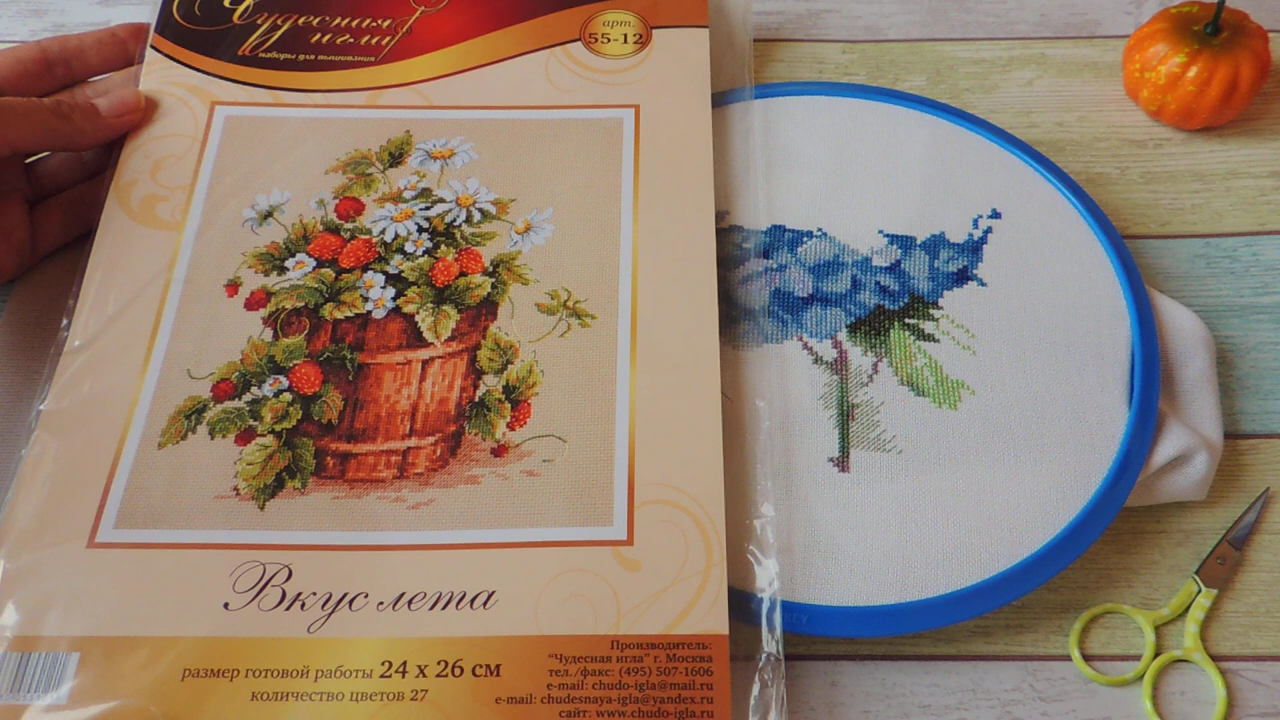 Чудесная
игла
наборы для вышивания
арт.
55-12
Вкус лета
размер готовой работы 24 х 26 см
количество цветов 27
Производитель:
"Чудесная игла" г. Москва
тел./факс: (495) 507-1606
e-mail: chudo-igla@mail.ru
e-mail: chudesnaya-igla@yandex.ru
сайт: www.chudo-igla.ru